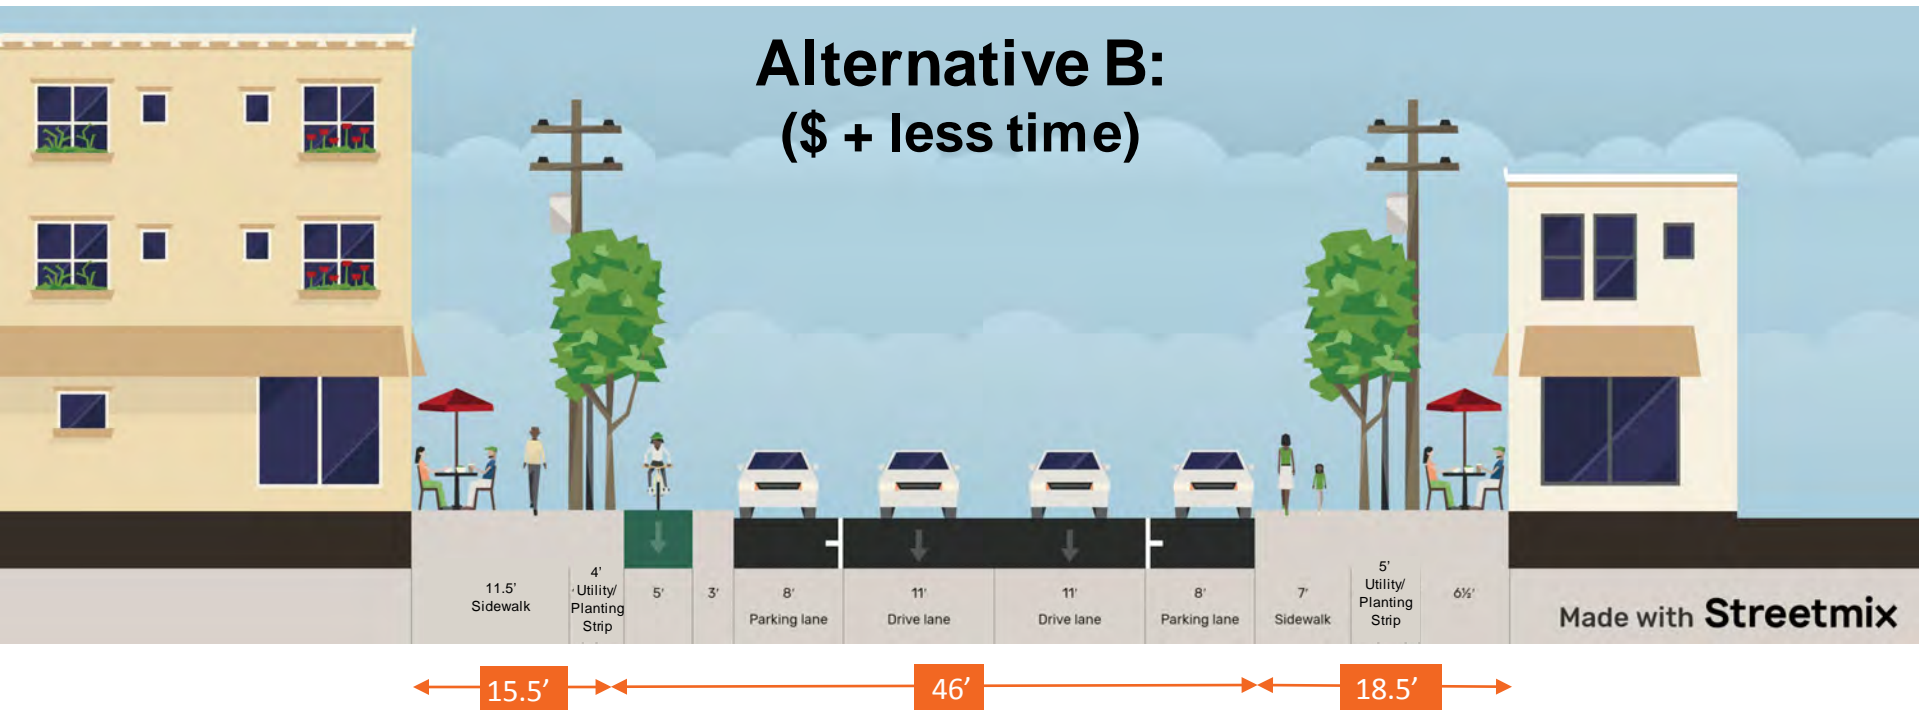 Alternative B:
($ + less time)
11.5’
Sidewalk
4’
Utility/
Planting
Strip
5′
3′
8′
Parking lane
11′
Drive lane
11′
Drive lane
8′
Parking lane
7′
Sidewalk
5’
Utility/
Planting
Strip
6½′
Made with Streetmix
15.5’
46’
18.5’